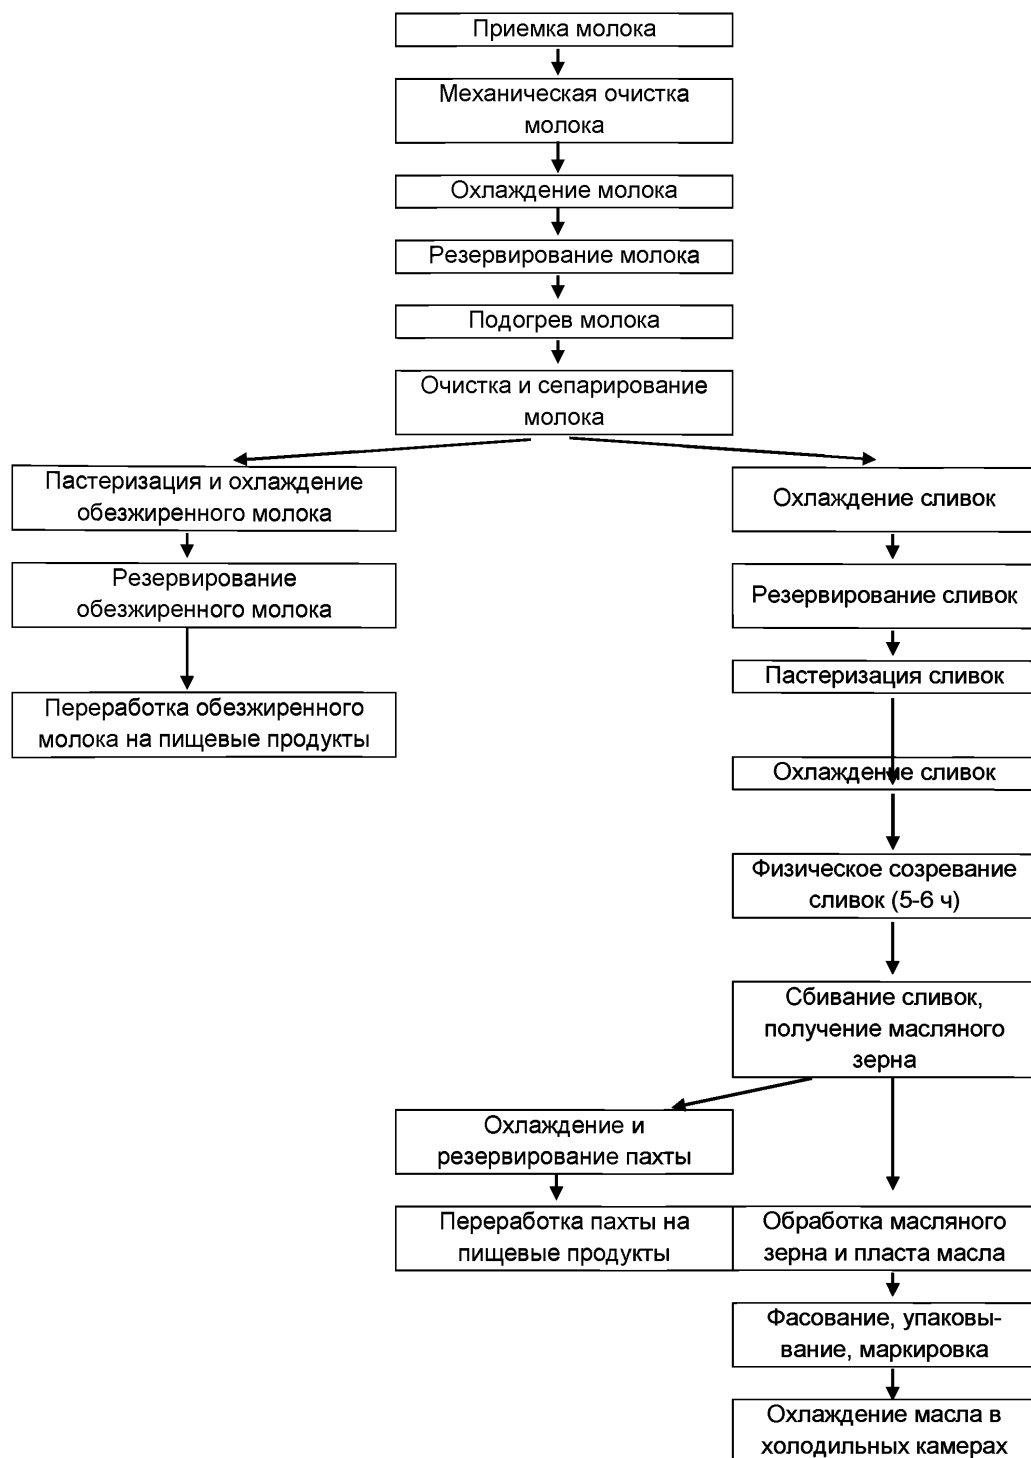 Приемка молока
Механическая очистка
молока
Охлаждение молока
Резервирование молока
Подогрев молока
Очистка и сепарирование
молока
Пастеризация и охлаждение
обезжиренного молока
Охлаждение сливок
Резервирование
обезжиренного молока
Резервирование сливок
Пастеризация сливок
Переработка обезжиренного
молока на пищевые продукты
Охлаждение сливок
Физическое созревание
сливок (5-6 ч)
Сбивание сливок,
получение масляного
зерна
Охлаждение и
резервирование пахты
Переработка пахты на
пищевые продукты
Обработка масляного
зерна и пласта масла
Фасование, упаковы-
вание, маркировка
Охлаждение масла в
холодильных камерах